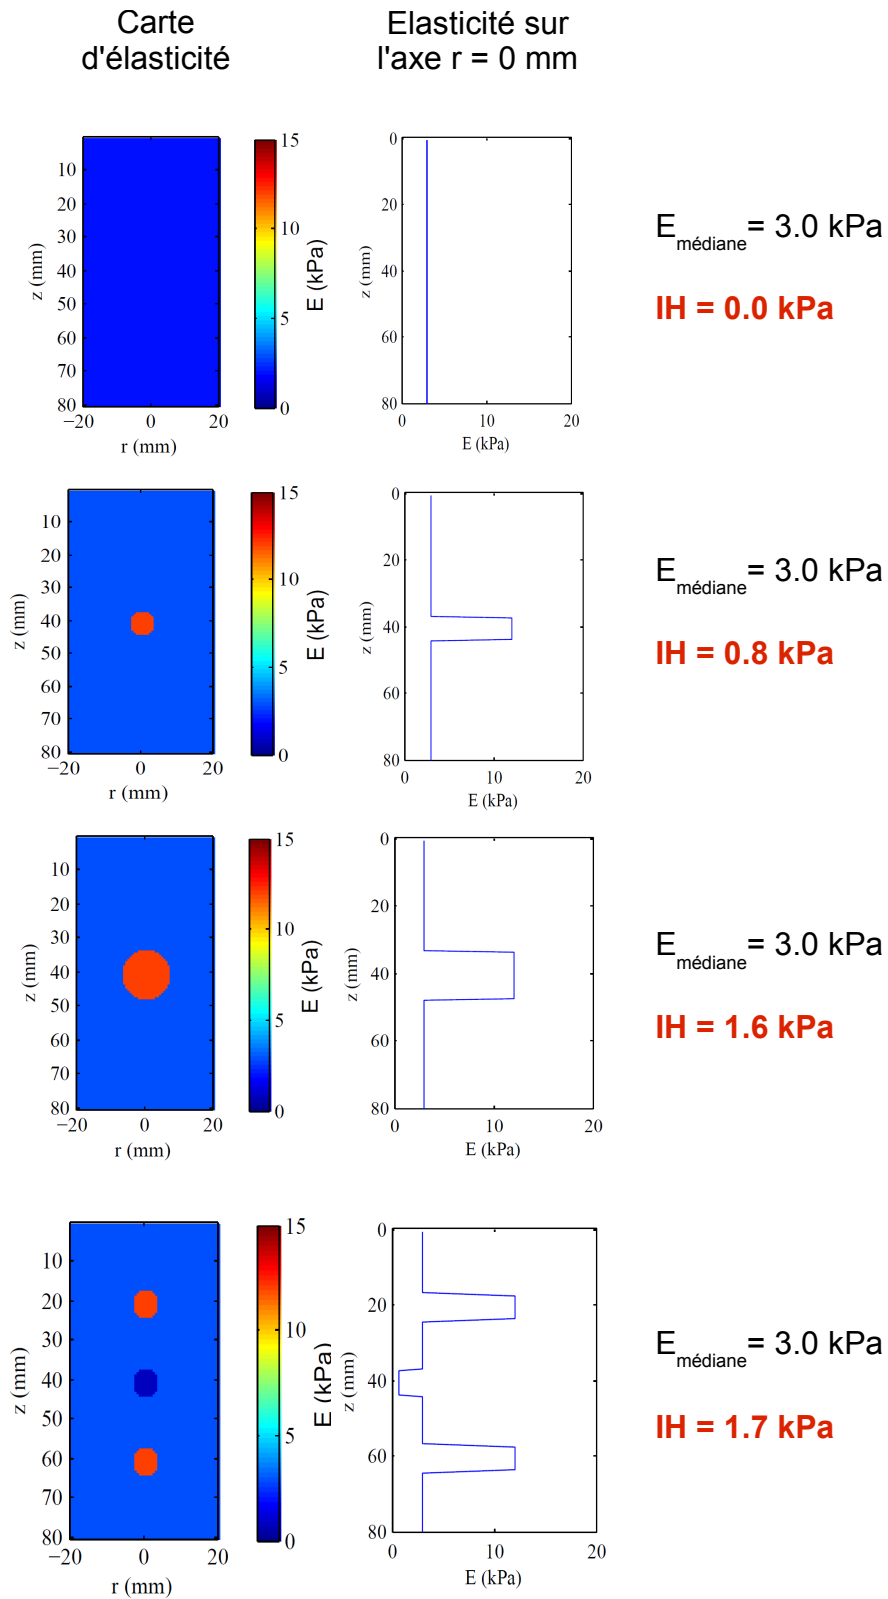 Carte
d'élasticité
Elasticité sur
l'axe r = 0 mm
10
20
30
40
50
60
70
80
z (mm)
−20
0
20
r (mm)
15
10
5
0
E (kPa)
0
20
40
60
80
z (mm)
0
10
20
E (kPa)
Emédiane= 3.0 kPa
IH = 0.0 kPa
10
20
30
40
50
60
70
80
z (mm)
−20
0
20
r (mm)
15
10
5
0
E (kPa)
0
20
40
60
80
z (mm)
0
10
20
E (kPa)
Emédiane= 3.0 kPa
IH = 0.8 kPa
10
20
30
40
50
60
70
80
z (mm)
−20
0
20
r (mm)
15
10
5
0
E (kPa)
0
20
40
60
80
z (mm)
0
10
20
E (kPa)
Emédiane= 3.0 kPa
IH = 1.6 kPa
10
20
30
40
50
60
70
80
z (mm)
−20
0
20
r (mm)
15
10
5
0
E (kPa)
0
20
40
60
80
z (mm)
0
10
20
E (kPa)
Emédiane= 3.0 kPa
IH = 1.7 kPa